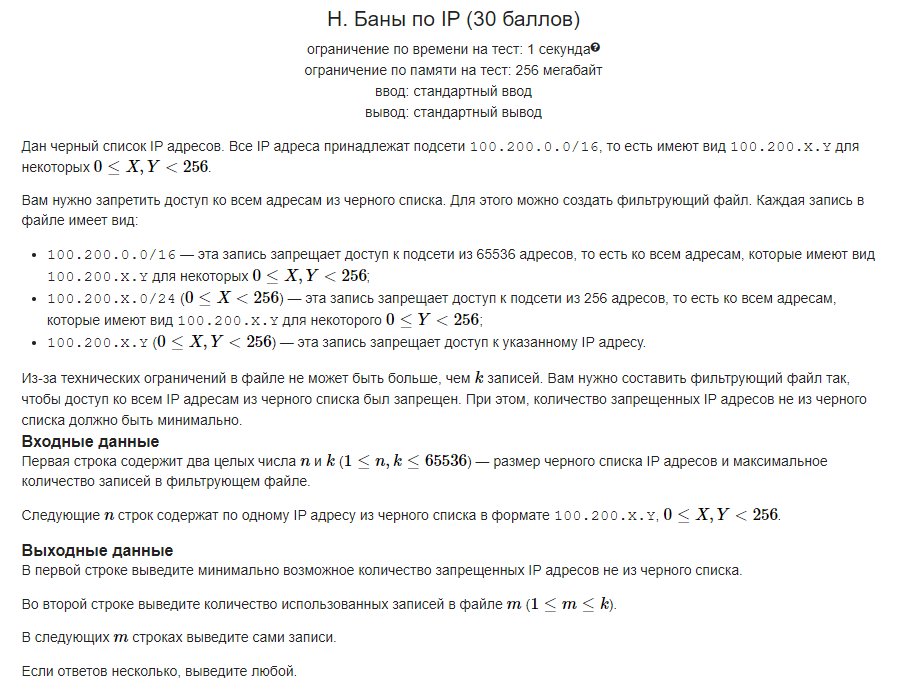 H. Баны по IP (30 баллов)
ограничение по времени на тест: 1 секунда?
ограничение по памяти на тест: 256 мегабайт
ввод: стандартный ввод
вывод: стандартный вывод
Дан черный список IP адресов. Все IP адреса принадлежат подсети 100.200.0.0/16, то есть имеют вид 100.200.X.Y для
некоторых 0 ≤ X, Y < 256.
Вам нужно запретить доступ ко всем адресам из черного списка. Для этого можно создать фильтрующий файл. Каждая запись в
файле имеет вид:
• 100.200.0.0/16 — эта запись запрещает доступ к подсети из 65536 адресов, то есть ко всем адресам, которые имеют вид
100.200.X.Y для некоторых 0 ≤ X, Y < 256;
• 100.200.X.0/24 (0 ≤ X < 256) — эта запись запрещает доступ к подсети из 256 адресов, то есть ко всем адресам,
которые имеют вид 100.200.X.Y для некоторого 0 ≤ Y < 256;
• 100.200.X.Y (0 ≤ X, Y < 256) — эта запись запрещает доступ к указанному IP адресу.
Из-за технических ограничений в файле не может быть больше, чем k записей. Вам нужно составить фильтрующий файл так,
чтобы доступ ко всем IP адресам из черного списка был запрещен. При этом, количество запрещенных IP адресов не из черного
списка должно быть минимально.
Входные данные
Первая строка содержит два целых числа n и k (1 ≤ n, k ≤ 65536) — размер черного списка IP адресов и максимальное
количество записей в фильтрующем файле.
Следующие n строк содержат по одному IP адресу из черного списка в формате 100.200.X.Y, 0 ≤ X, Y < 256.
Выходные данные
В первой строке выведите минимально возможное количество запрещенных IP адресов не из черного списка.
Во второй строке выведите количество использованных записей в файле m (1 ≤ m ≤ k).
В следующих m строках выведите сами записи.
Если ответов несколько, выведите любой.